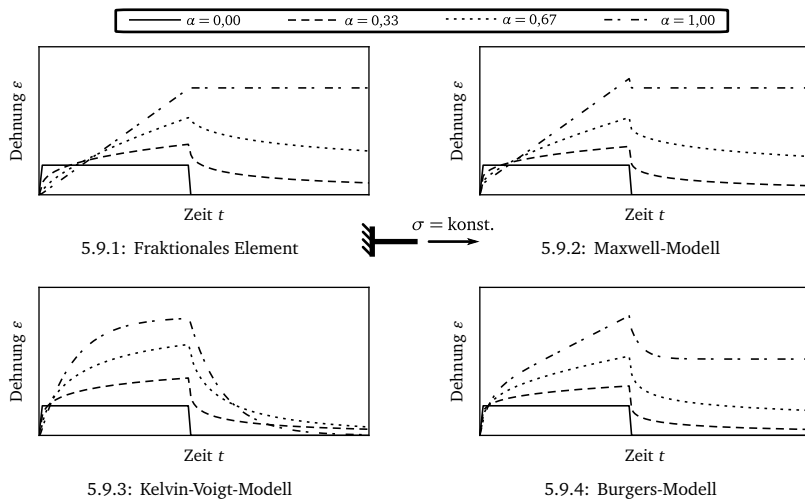 α = 0,00 α = 0,33 α = 0,67 α = 1,00
Dehnung ε
Zeit t
5.9.1: Fraktionales Element
Dehnung ε
Zeit t
5.9.2: Maxwell-Modell
σ = konst.
Dehnung ε
Zeit t
5.9.3: Kelvin-Voigt-Modell
Dehnung ε
Zeit t
5.9.4: Burgers-Modell